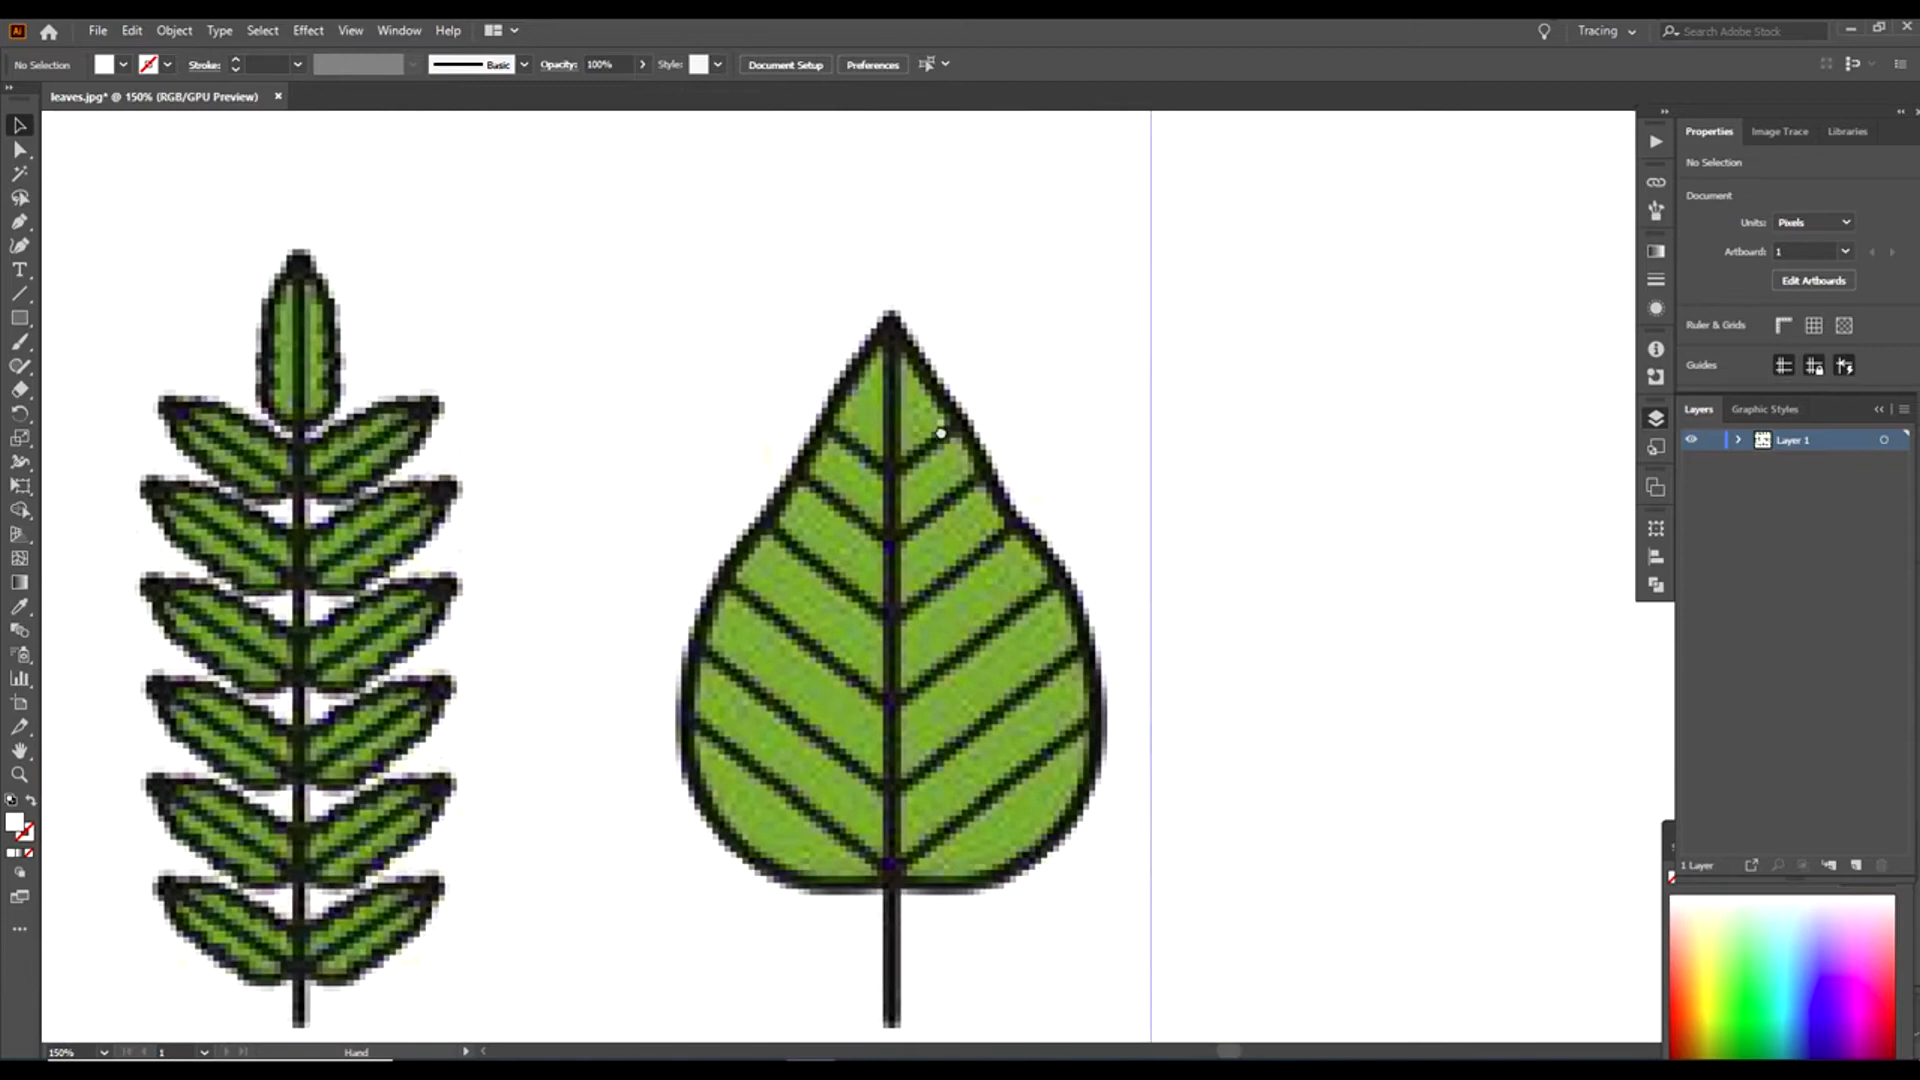 Ai File Edit Object Type Select Effect View Window Help Tracing Search Adobe Stock
No Selection Stroke: Basic Opacity: 100% Style: Document Setup Preferences
leaves.jpg* @ 150% (RGB/GPU Preview) ×
Properties Image Trace Libraries
No Selection
Document
Units: Pixels
Artboard: 1
Edit Artboards
Ruler & Grids
Guides
Layers Graphic Styles
Layer 1
1 Layer
150% 1 Hand